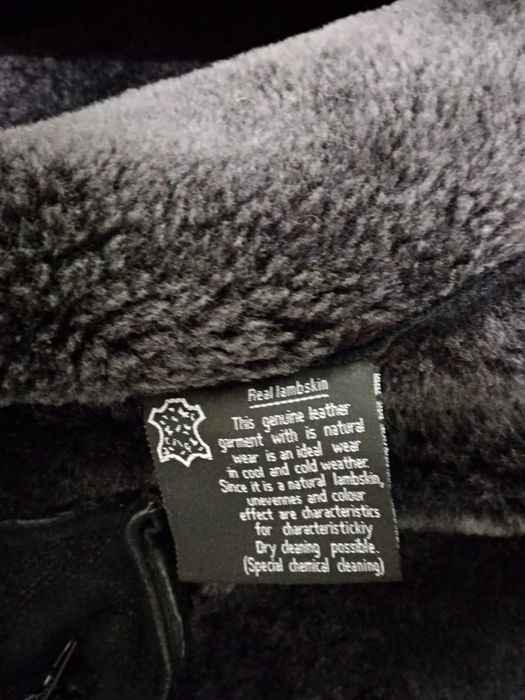 Real lambskin
This genuine leather
garment with is natural
wear is an ideal wear
in cool and cold weather.
Since it is a natural lambskin,
unevennes and colour
effect are characteristics
for characteristickiy
Dry cleaning possible.
(Special chemical cleaning)